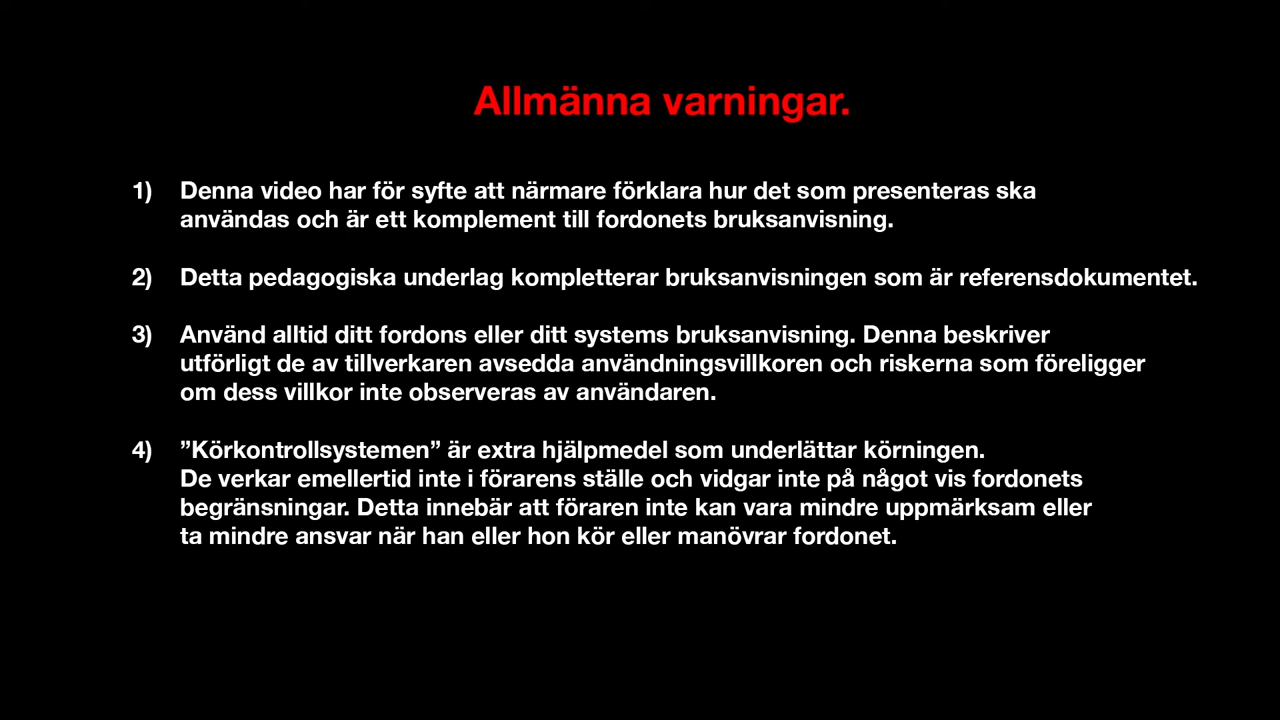 Allmänna varningar.
1) Denna video har för syfte att närmare förklara hur det som presenteras ska
användas och är ett komplement till fordonets bruksanvisning.
2) Detta pedagogiska underlag kompletterar bruksanvisningen som är referensdokumentet.
3) Använd alltid ditt fordons eller ditt systems bruksanvisning. Denna beskriver
utförligt de av tillverkaren avsedda användningsvillkoren och riskerna som föreligger
om dess villkor inte observeras av användaren.
4) ”Körkontrollsystemen” är extra hjälpmedel som underlättar körningen.
De verkar emellertid inte i förarens ställe och vidgar inte på något vis fordonets
begränsningar. Detta innebär att föraren inte kan vara mindre uppmärksam eller
ta mindre ansvar när han eller hon kör eller manövrar fordonet.